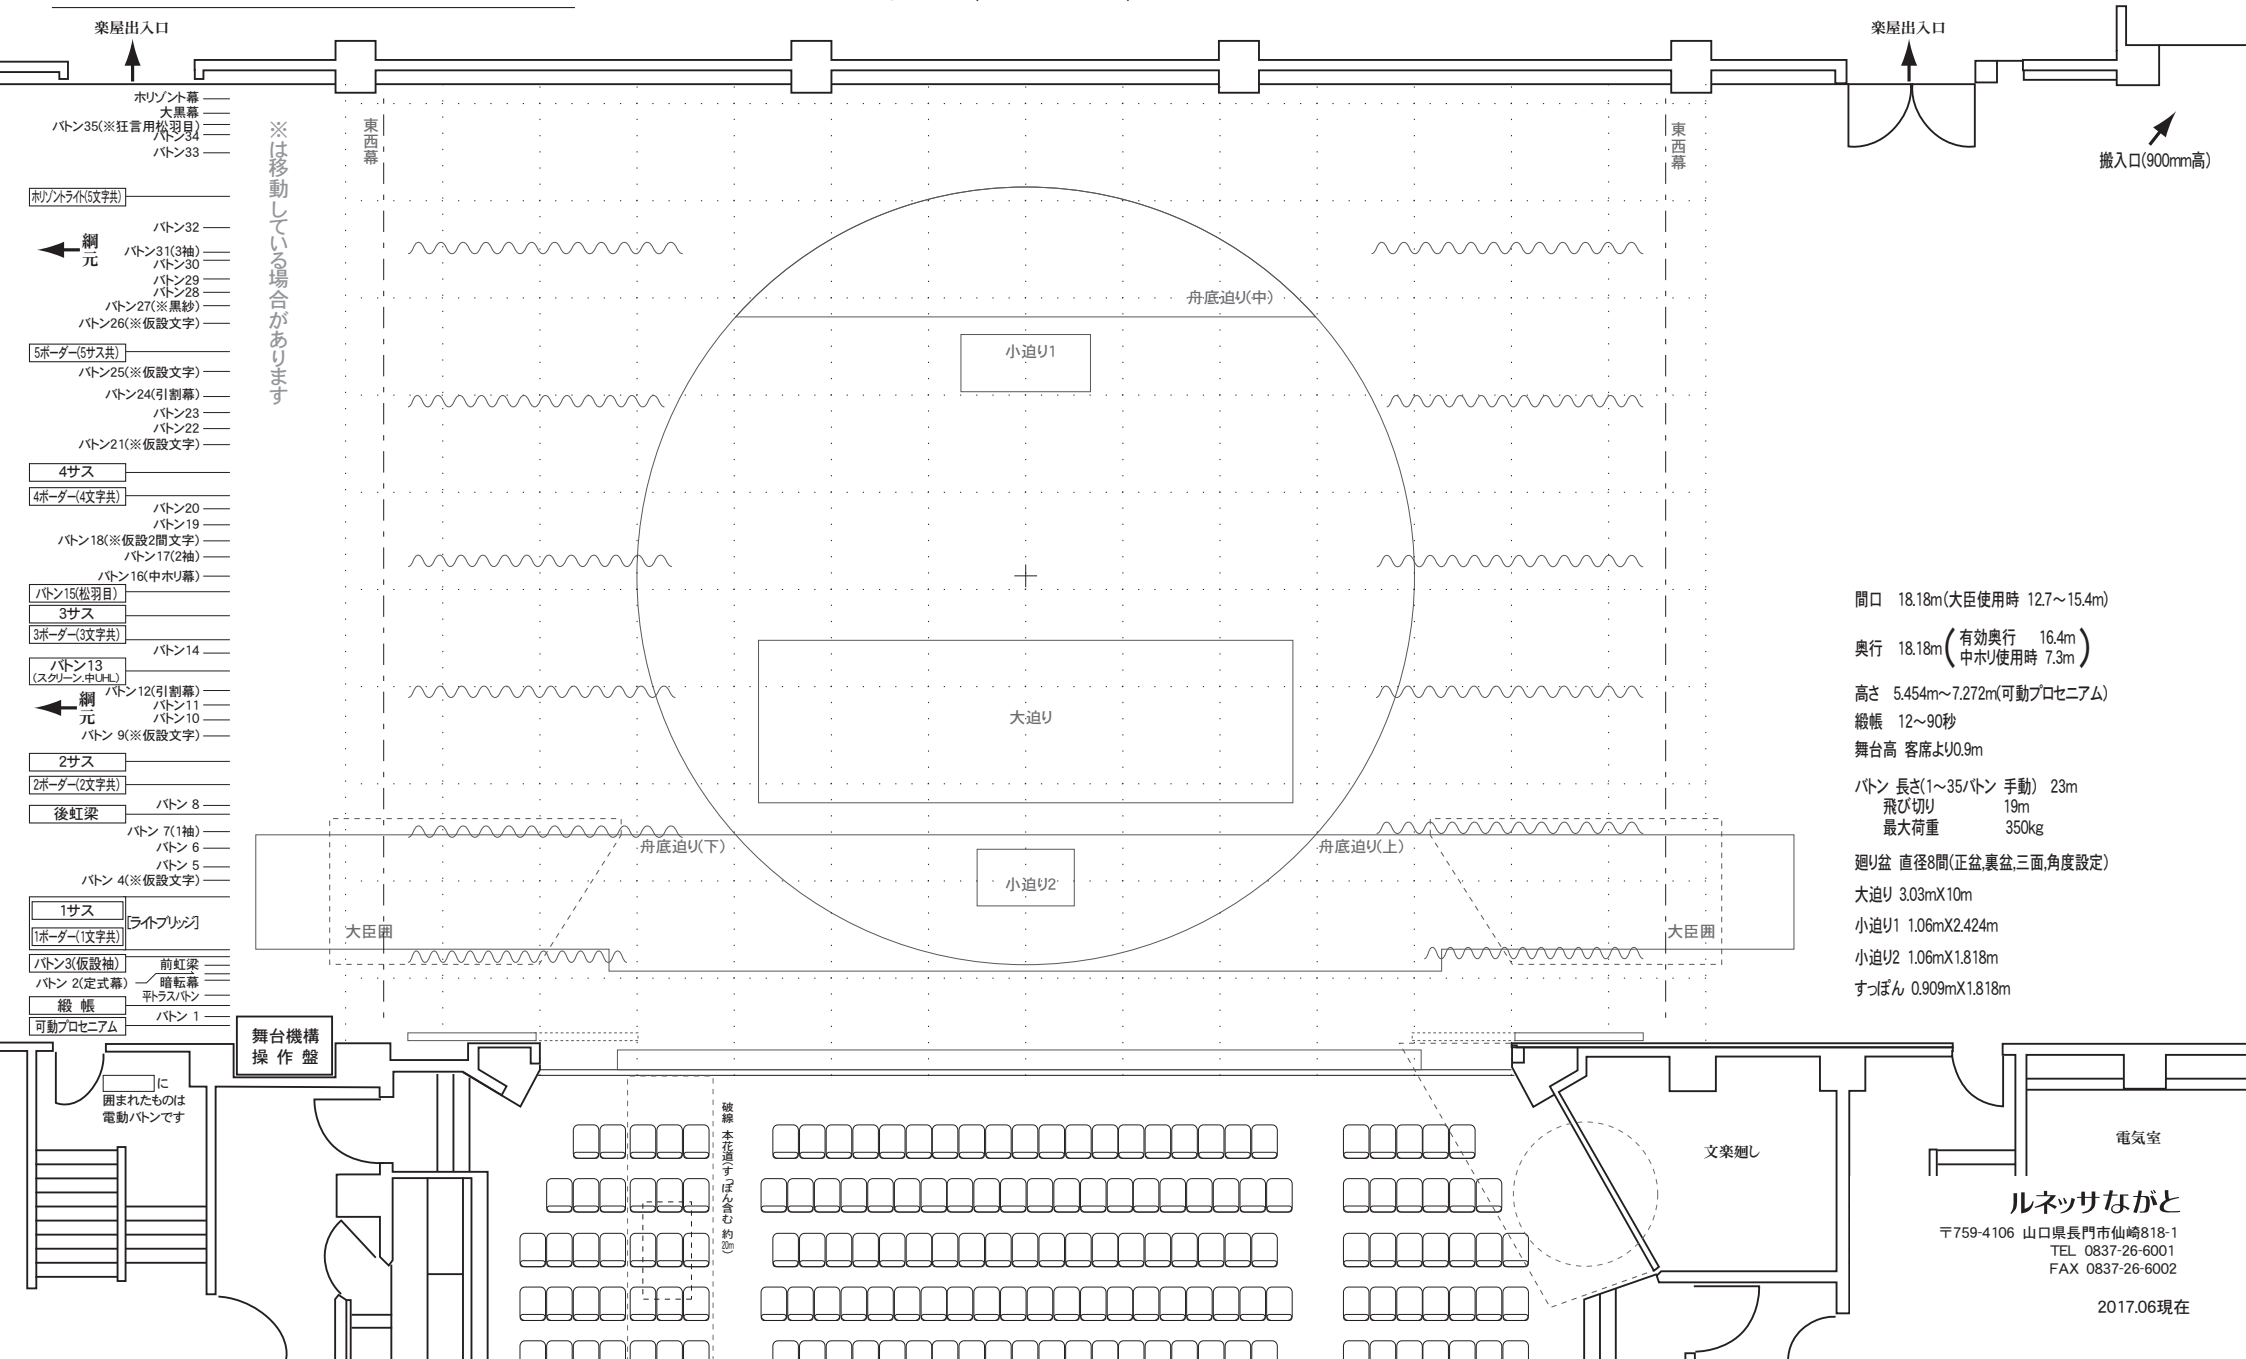 楽屋出入口
楽屋出入口
搬入口(900mm高)
ホリゾント幕
大黒幕
バトン35(※狂言用松羽目)
バトン34
バトン33
ホリゾントライト(5文字共)
バトン32
綱元
バトン31(3袖)
バトン30
バトン29
バトン28
バトン27(※黒紗)
バトン26(※仮設文字)
5ボーダー(5サス共)
バトン25(※仮設文字)
バトン24(引割幕)
バトン23
バトン22
バトン21(※仮設文字)
4サス
4ボーダー(4文字共)
バトン20
バトン19
バトン18(※仮設2間文字)
バトン17(2袖)
バトン16(中ホリ幕)
バトン15(松羽目)
3サス
3ボーダー(3文字共)
バトン14
バトン13
(スクリーン.中UHL)
バトン12(引割幕)
綱元
バトン11
バトン10
バトン 9(※仮設文字)
2サス
2ボーダー(2文字共)
バトン 8
後虹梁
バトン 7(1袖)
バトン 6
バトン 5
バトン 4(※仮設文字)
1サス
[ライトブリッジ]
1ボーダー(1文字共)
バトン3(仮設袖)
前虹梁
バトン 2(定式幕)
暗転幕
平トラスバトン
緞 帳
バトン 1
可動プロセニアム
※は移動している場合があります
東西幕
東西幕
舟底迫り(中)
小迫り1
大迫り
舟底迫り(下)
舟底迫り(上)
小迫り2
大臣囲
大臣囲
舞台機構
操 作 盤
に
囲まれたものは
電動バトンです
破線 本花道(すっぽん含む 約20m)
間口 18.18m(大臣使用時 12.7〜15.4m)
奥行 18.18m(有効奥行 16.4m
中ホリ使用時 7.3m)
高さ 5.454m〜7.272m(可動プロセニアム)
緞帳 12〜90秒
舞台高 客席より0.9m
バトン 長さ(1〜35バトン 手動) 23m
飛び切り 19m
最大荷重 350kg
廻り盆 直径8間(正盆,裏盆,三面,角度設定)
大迫り 3.03mX10m
小迫り1 1.06mX2.424m
小迫り2 1.06mX1.818m
すっぽん 0.909mX1.818m
文楽廻し
電気室
ルネッサながと
〒759-4106 山口県長門市仙崎818-1
TEL 0837-26-6001
FAX 0837-26-6002
2017.06現在